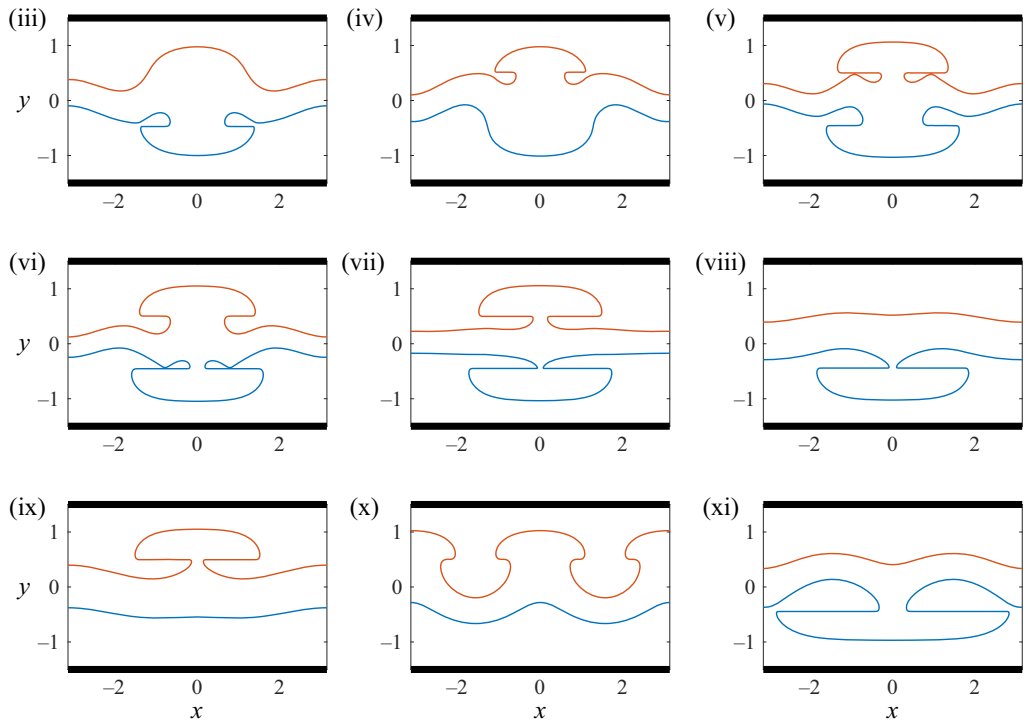 (iii) (iv) (v)
1 1 1
y 0 0 0
–1 –1 –1
–2 0 2 –2 0 2 –2 0 2
(vi) (vii) (viii)
1 1 1
y 0 0 0
–1 –1 –1
–2 0 2 –2 0 2 –2 0 2
(ix) (x) (xi)
1 1 1
y 0 0 0
–1 –1 –1
–2 0 2 –2 0 2 –2 0 2
x x x